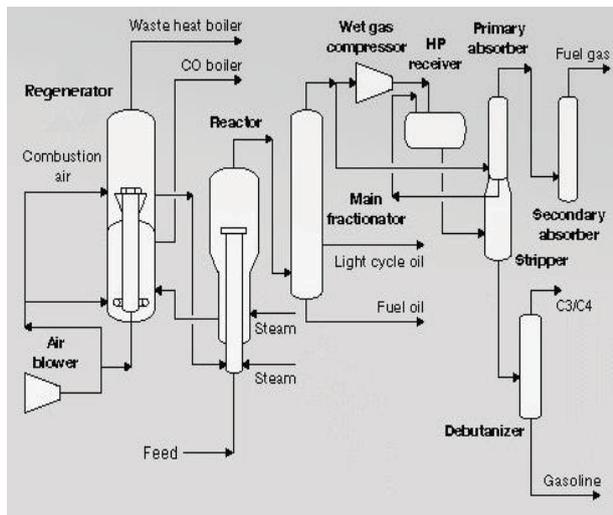 Waste heat boiler
Wet gas
compressor
HP
receiver
Primary
absorber
Fuel gas
CO boiler
Regenerator
Reactor
Combustion
air
Main
fractionator
Secondary
absorber
Light cycle oil
Stripper
Fuel oil
C3/C4
Steam
Air
blower
Steam
Debutanizer
Feed
Gasoline